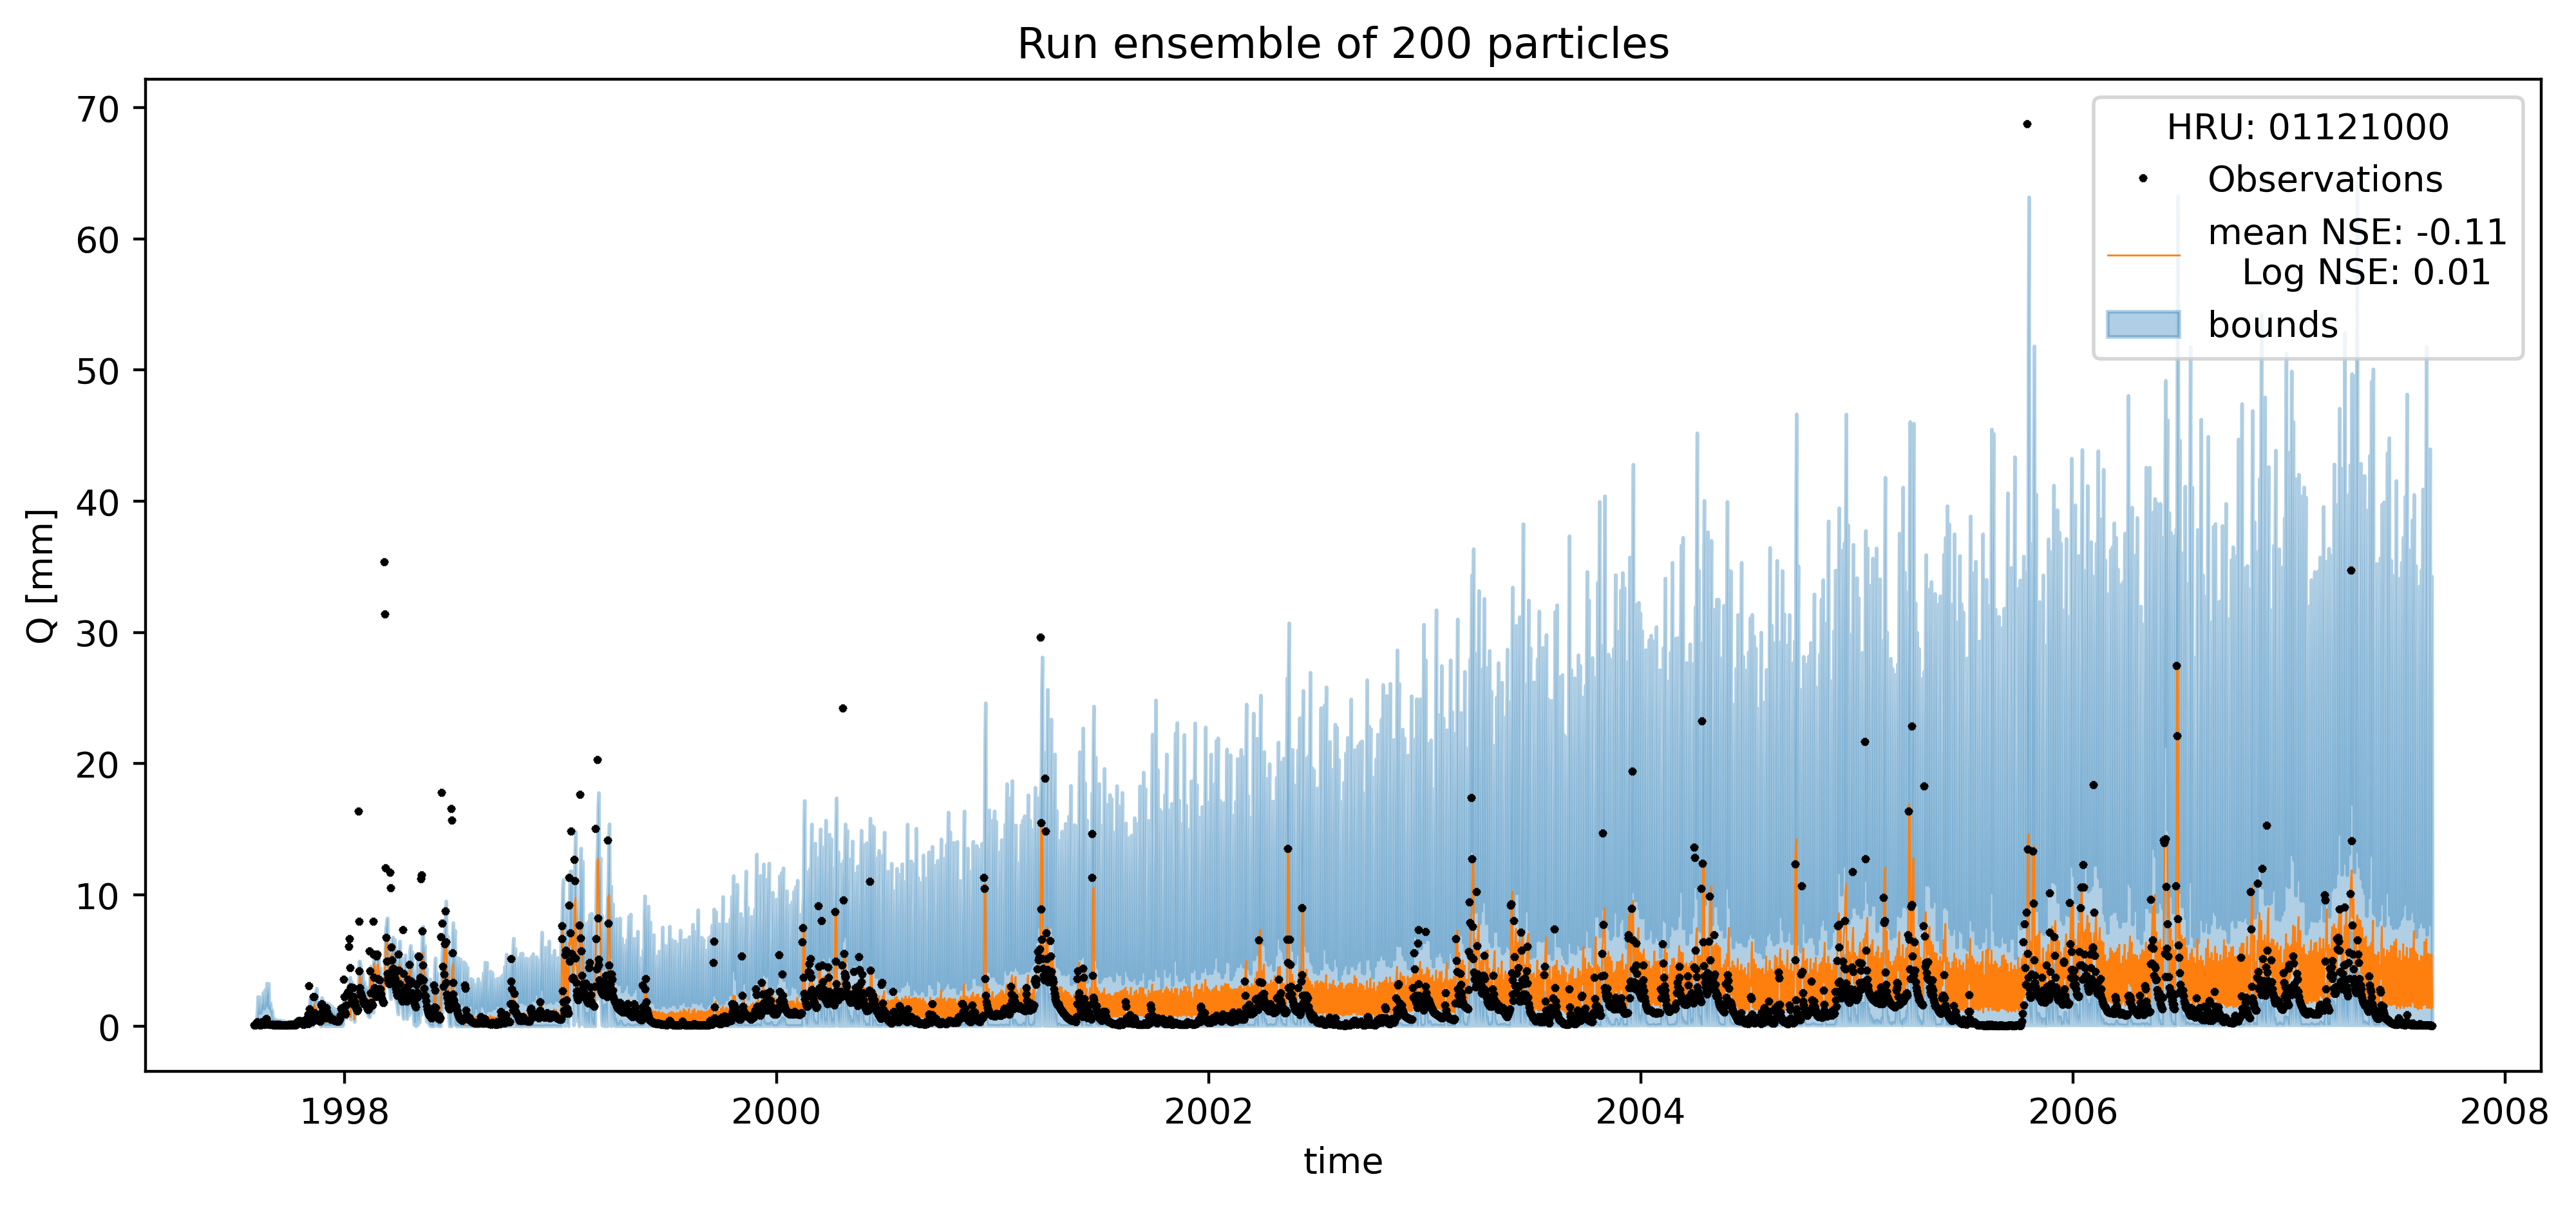 Run ensemble of 200 particles
70
60
50
40
30
20
10
0
Q [mm]
1998
2000
2002
2004
2006
2008
time
HRU: 01121000
Observations
mean NSE: -0.11
Log NSE: 0.01
bounds